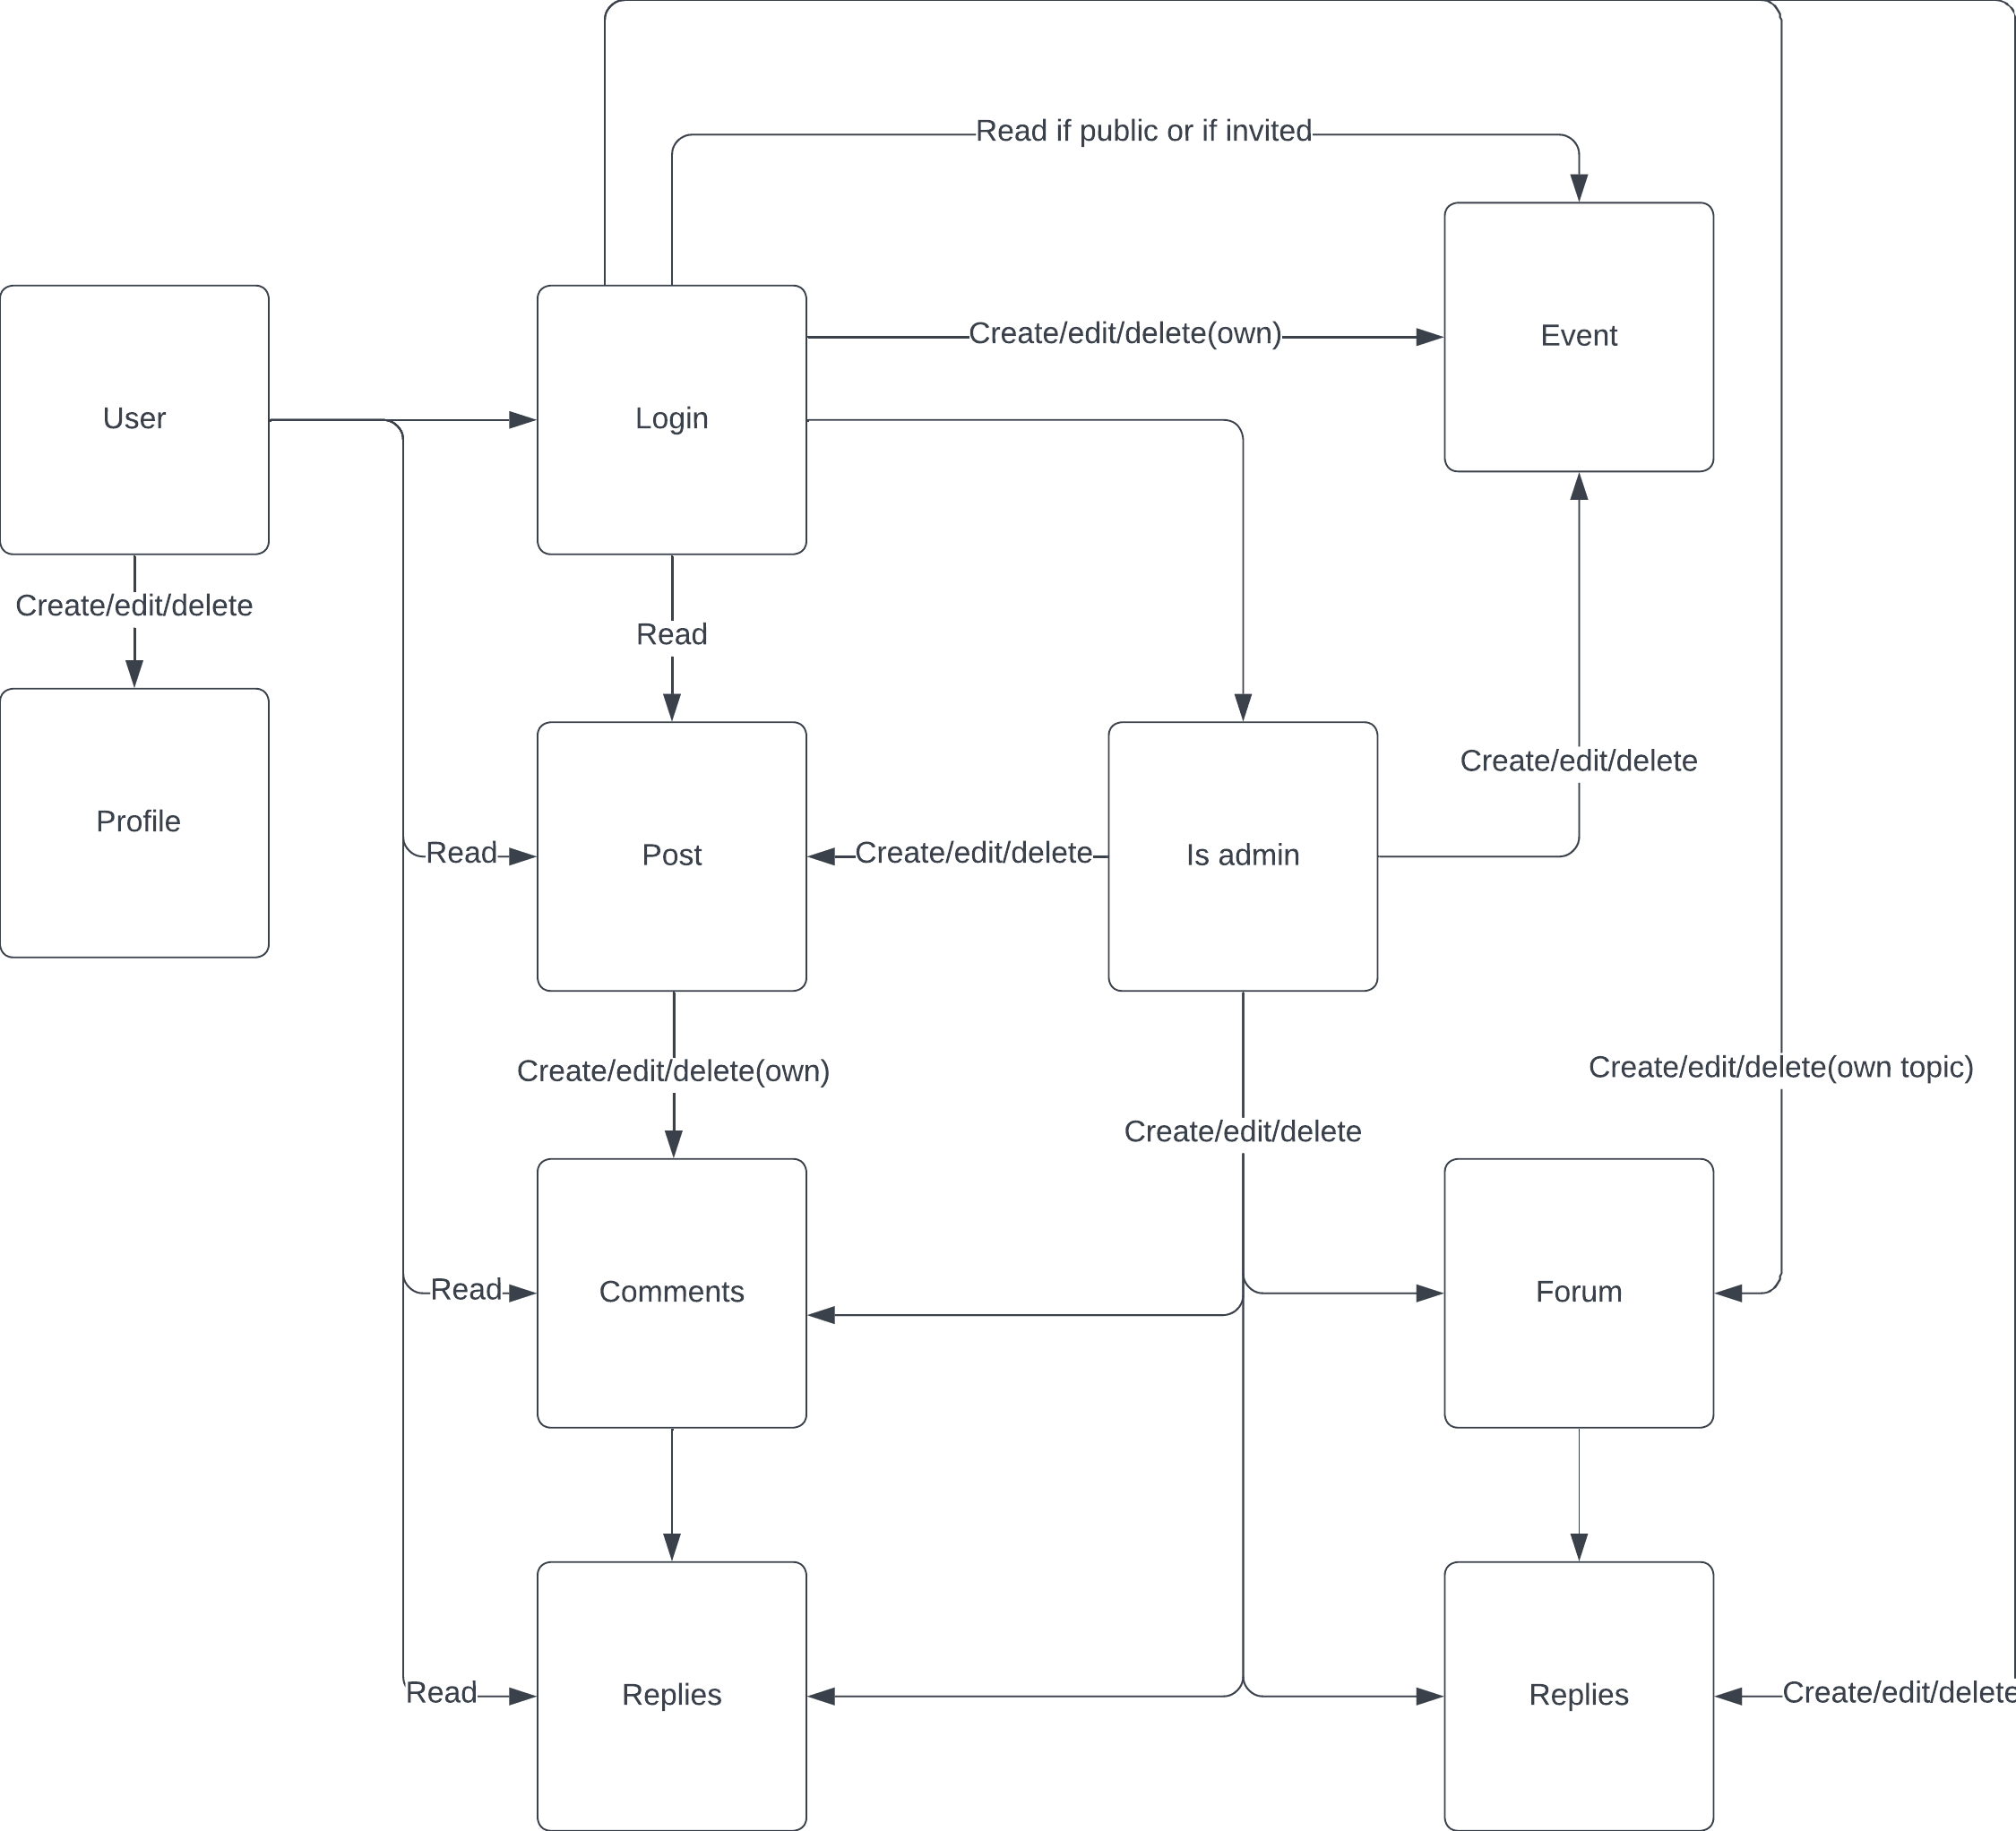 Read if public or if invited
Create/edit/delete(own)
Event
User
Login
Create/edit/delete
Read
Create/edit/delete
Profile
Read
Post
Create/edit/delete
Is admin
Create/edit/delete(own)
Create/edit/delete(own topic)
Create/edit/delete
Read
Comments
Forum
Read
Replies
Replies
Create/edit/delete